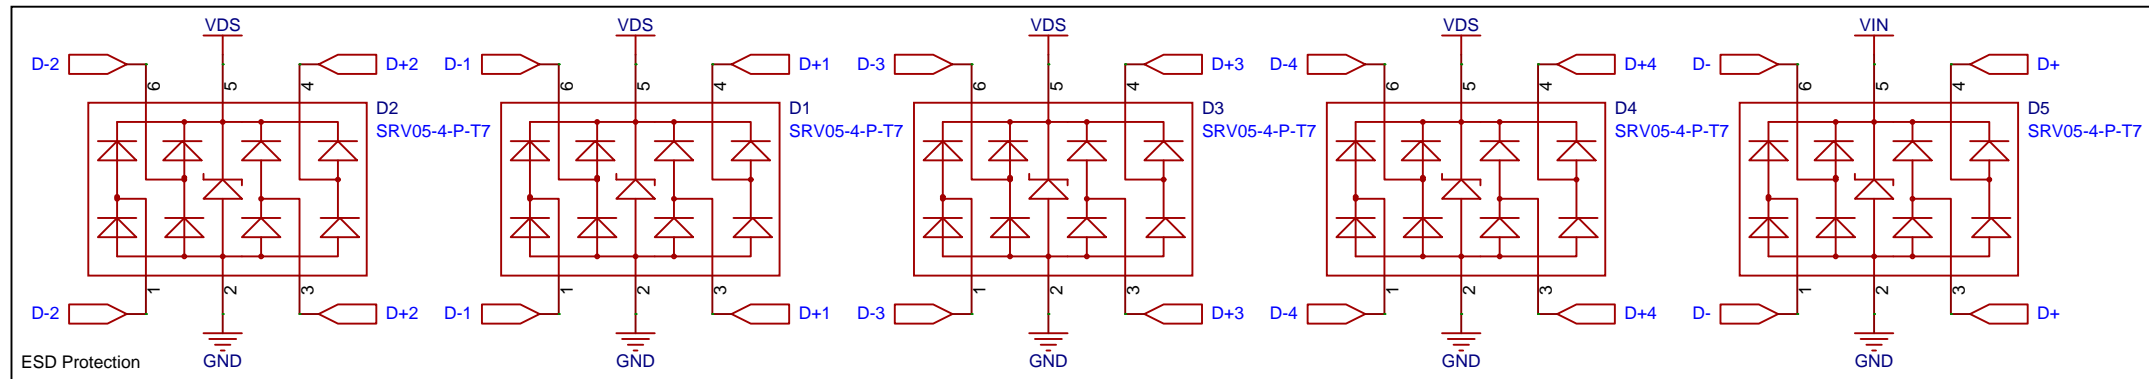 VDS
D-2
D+2
6
5
4
D2
SRV05-4-P-T7
1
2
3
D-2
D+2
GND
VDS
D-1
D+1
6
5
4
D1
SRV05-4-P-T7
1
2
3
D-1
D+1
GND
VDS
D-3
D+3
6
5
4
D3
SRV05-4-P-T7
1
2
3
D-3
D+3
GND
VDS
D-4
D+4
6
5
4
D4
SRV05-4-P-T7
1
2
3
D-4
D+4
GND
VIN
D-
D+
6
5
4
D5
SRV05-4-P-T7
1
2
3
D-
D+
GND
ESD Protection